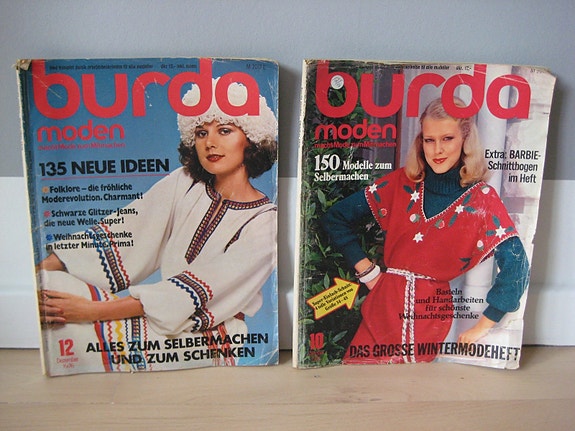 burda
moden
135 NEUE IDEEN
Folklore – die fröhliche
Moderevolution. Charmant!
Schwarze Glitzer-Jeans,
die neue Welle. Super!
Weihnachtsgeschenke
in letzter Minute. Prima!
12
Dezember
ALLES ZUM SELBERMACHEN
UND ZUM SCHENKEN
burda
moden
150 Modelle zum
Selbermachen
Extra: BARBIE-
Schnittbogen
im Heft
Basteln
und Handarbeiten
für schönste
Weihnachtsgeschenke
10
DAS GROSSE WINTERMODEHEFT